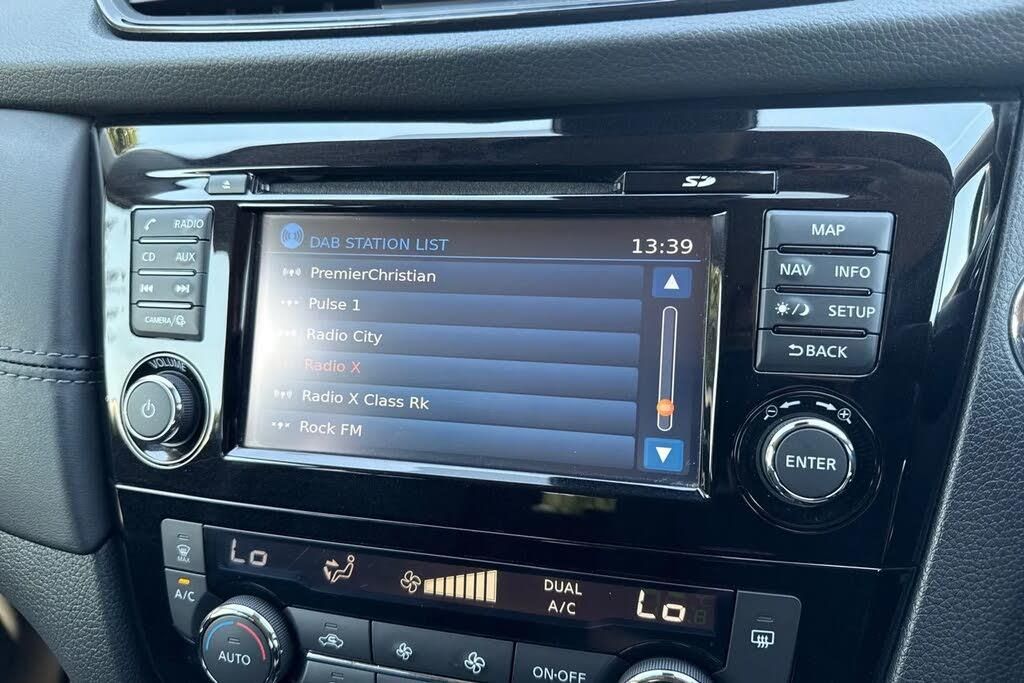 SD
RADIO
CD AUX
CAMERA/
VOLUME
DAB STATION LIST
13:39
PremierChristian
Pulse 1
Radio City
Radio X
Radio X Class Rk
Rock FM
MAP
NAV INFO
SETUP
BACK
ENTER
MAX
A/C
Lo
DUAL
A/C
Lo
AUTO
ON·OFF